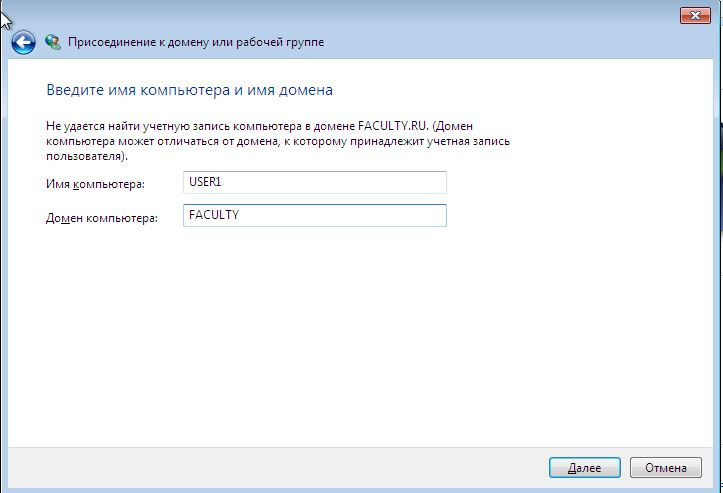 Присоединение к домену или рабочей группе
Введите имя компьютера и имя домена
Не удается найти учетную запись компьютера в домене FACULTY.RU. (Домен
компьютера может отличаться от домена, к которому принадлежит учетная запись
пользователя).
Имя компьютера: USER1
Домен компьютера: FACULTY
Далее Отмена